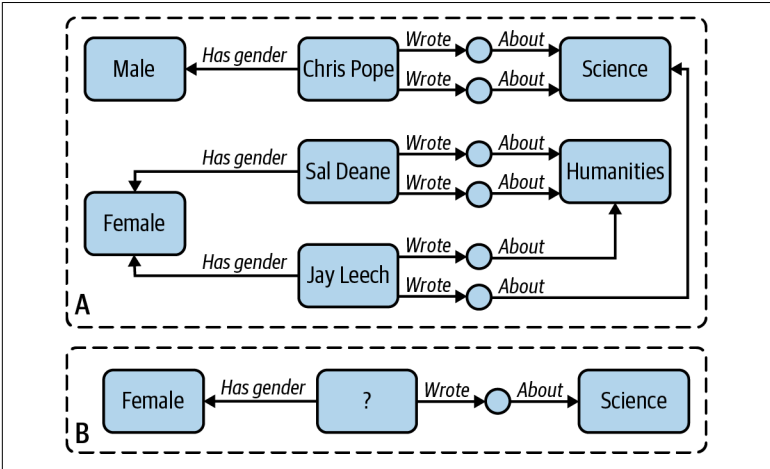 Male
Has gender
Chris Pope
Wrote
About
Wrote
About
Science
Has gender
Sal Deane
Wrote
About
Wrote
About
Humanities
Female
Has gender
Jay Leech
Wrote
About
Wrote
About
A
Female
Has gender
?
Wrote
About
Science
B